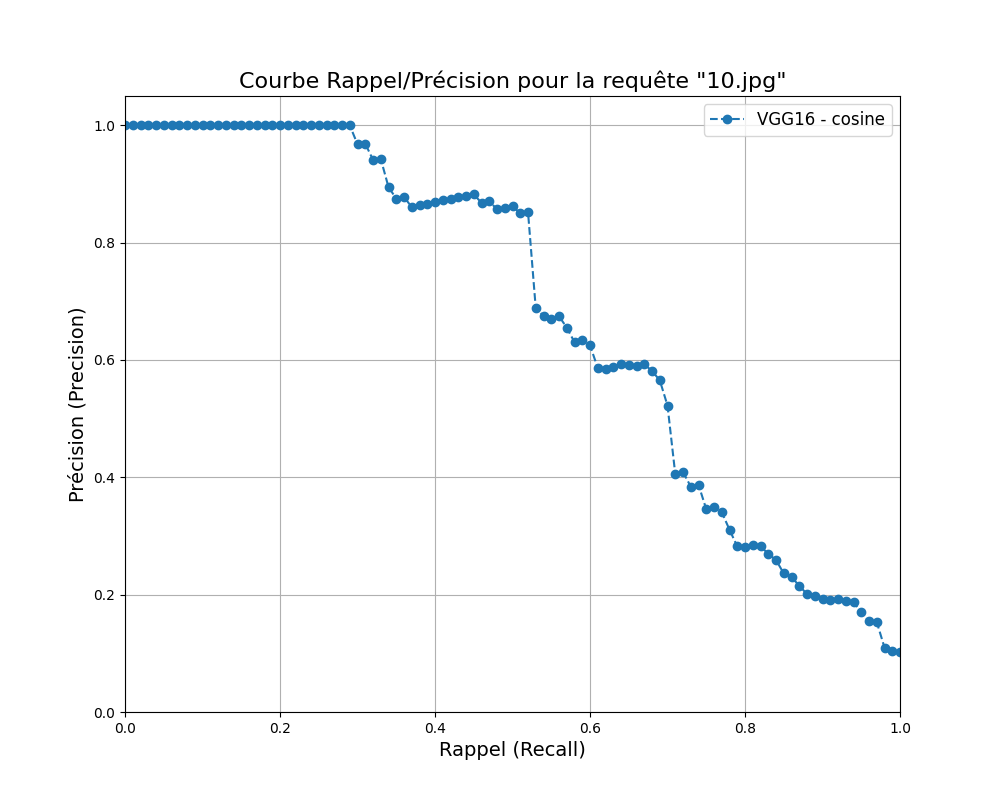 Courbe Rappel/Précision pour la requête "10.jpg"
VGG16 - cosine
Précision (Precision)
1.0
0.8
0.6
0.4
0.2
0.0
0.0 0.2 0.4 0.6 0.8 1.0
Rappel (Recall)